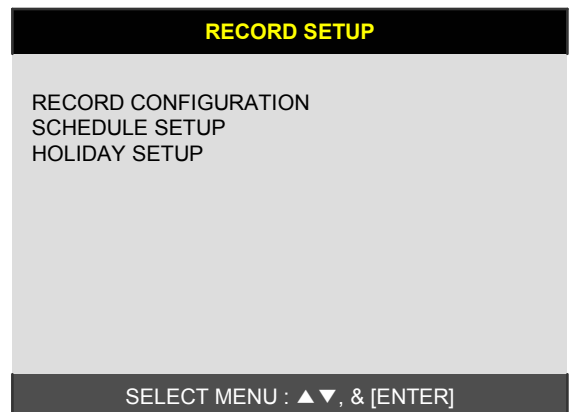 RECORD SETUP
RECORD CONFIGURATION
SCHEDULE SETUP
HOLIDAY SETUP
SELECT MENU : ▲▼, & [ENTER]